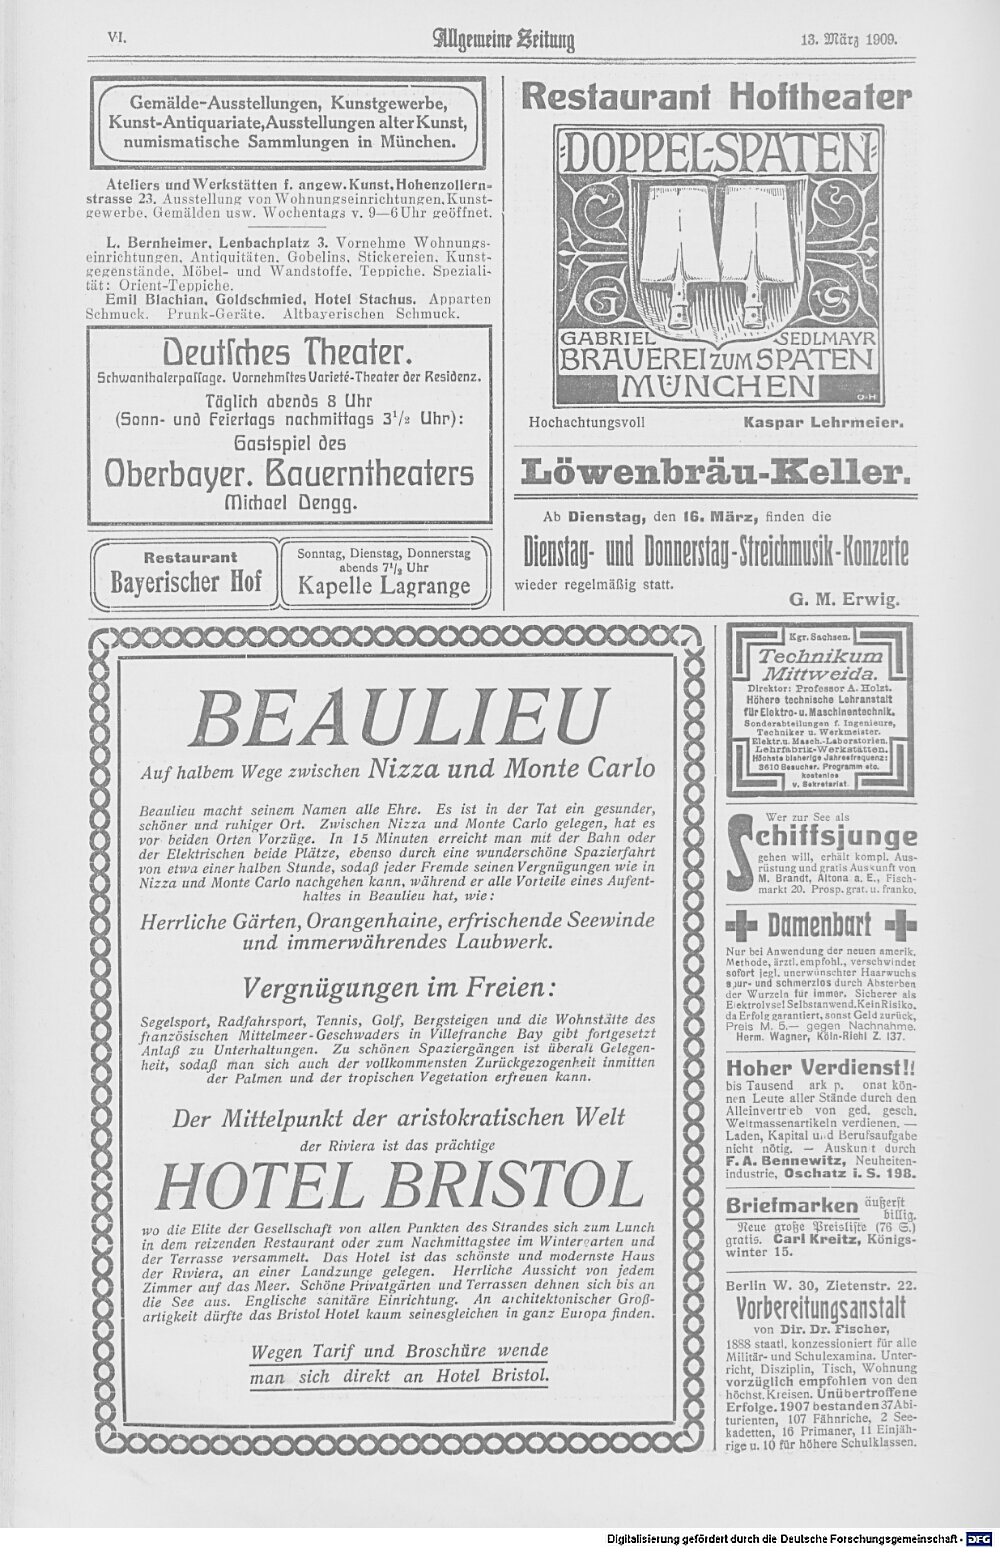 VI.
Allgemeine Zeitung
13. März 1909.
Gemälde-Ausstellungen, Kunstgewerbe,
Kunst-Antiquariate, Ausstellungen alter Kunst,
numismatische Sammlungen in München.
Ateliers und Werkstätten f. angew. Kunst, Hohenzollern-
strasse 23. Ausstellung von Wohnungseinrichtungen, Kunst-
gewerbe, Gemälden usw. Wochentags v. 9—6 Uhr geöffnet.
L. Bernheimer, Lenbachplatz 3. Vornehme Wohnungs-
einrichtungen, Antiquitäten, Gobelins, Stickereien, Kunst-
gegenstände, Möbel- und Wandstoffe, Teppiche. Speziali-
tät: Orient-Teppiche.
Emil Blachian, Goldschmied, Hotel Stachus. Apparten
Schmuck. Prunk-Geräte. Altbayerischen Schmuck.
Deutsches Theater.
Schwanthalerpassage. Vornehmstes Varieté-Theater der Residenz.
Täglich abends 8 Uhr
(Sonn- und Feiertags nachmittags 3½ Uhr):
Gastspiel des
Oberbayer. Bauerntheaters
Michael Dengg.
Restaurant
Bayerischer Hof
Sonntag, Dienstag, Donnerstag
abends 7½ Uhr
Kapelle Lagrange
Restaurant Hoftheater
DOPPEL-SPATEN
G
S
GABRIEL SEDLMAYR
BRAUEREI ZUM SPATEN
MÜNCHEN
O·H
Hochachtungsvoll Kaspar Lehrmeier.
Löwenbräu-Keller.
Ab Dienstag, den 16. März, finden die
Dienstag- und Donnerstag-Streichmusik-Konzerte
wieder regelmäßig statt.
G. M. Erwig.
BEAULIEU
Auf halbem Wege zwischen Nizza und Monte Carlo
Beaulieu macht seinem Namen alle Ehre. Es ist in der Tat ein gesunder,
schöner und ruhiger Ort. Zwischen Nizza und Monte Carlo gelegen, hat es
vor beiden Orten Vorzüge. In 15 Minuten erreicht man mit der Bahn oder
der Elektrischen beide Plätze, ebenso durch eine wunderschöne Spazierfahrt
von etwa einer halben Stunde, sodaß jeder Fremde seinen Vergnügungen wie in
Nizza und Monte Carlo nachgehen kann, während er alle Vorteile eines Aufent-
haltes in Beaulieu hat, wie:
Herrliche Gärten, Orangenhaine, erfrischende Seewinde
und immerwährendes Laubwerk.
Vergnügungen im Freien:
Segelsport, Radfahrsport, Tennis, Golf, Bergsteigen und die Wohnstätte des
französischen Mittelmeer-Geschwaders in Villefranche Bay gibt fortgesetzt
Anlaß zu Unterhaltungen. Zu schönen Spaziergängen ist überall Gelegen-
heit, sodaß man sich auch der vollkommensten Zurückgezogenheit inmitten
der Palmen und der tropischen Vegetation erfreuen kann.
Der Mittelpunkt der aristokratischen Welt
der Riviera ist das prächtige
HOTEL BRISTOL
wo die Elite der Gesellschaft von allen Punkten des Strandes sich zum Lunch
in dem reizenden Restaurant oder zum Nachmittagstee im Wintergarten und
der Terrasse versammelt. Das Hotel ist das schönste und modernste Haus
der Riviera, an einer Landzunge gelegen. Herrliche Aussicht von jedem
Zimmer auf das Meer. Schöne Privatgärten und Terrassen dehnen sich bis an
die See aus. Englische sanitäre Einrichtung. An architektonischer Groß-
artigkeit dürfte das Bristol Hotel kaum seinesgleichen in ganz Europa finden.
Wegen Tarif und Broschüre wende
man sich direkt an Hotel Bristol.
Kgr. Sachsen.
Technikum
Mittweida.
Direktor: Professor A. Holzt.
Höhere technische Lehranstalt
für Elektro- u. Maschinentechnik.
Sonderabteilungen f. Ingenieure,
Techniker u. Werkmeister.
Elektr. u. Masch.-Laboratorien.
Lehrfabrik-Werkstätten.
Höchste bisherige Jahresfrequenz:
3610 Besucher. Programm etc.
kostenlos
v. Sekretariat.
Wer zur See als
Schiffsjunge
gehen will, erhält kompl. Aus-
rüstung und gratis Auskunft von
M. Brandt, Altona a. E., Fisch-
markt 20. Prosp. grat. u. franko.
Damenbart
Nur bei Anwendung der neuen amerik.
Methode, ärztl. empfohl., verschwindet
sofort jegl. unerwünschter Haarwuchs
spur- und schmerzlos durch Absterben
der Wurzeln für immer. Sicherer als
Elektrolyse! Selbstanwend. Kein Risiko,
da Erfolg garantiert, sonst Geld zurück.
Preis M. 5.— gegen Nachnahme.
Herm. Wagner, Köln-Riehl Z. 137.
Hoher Verdienst!!
bis Tausend ark p. onat kön-
nen Leute aller Stände durch den
Alleinvertrieb von ged. gesch.
Weltmassenartikeln verdienen. —
Laden, Kapital und Berufsaufgabe
nicht nötig. — Auskunft durch
F. A. Bennewitz, Neuheiten-
industrie, Oschatz i. S. 198.
Briefmarken äußerst
billig.
Neue große Preisliste (76 S.)
gratis. Carl Kreitz, Königs-
winter 15.
Berlin W. 30, Zietenstr. 22.
Vorbereitungsanstalt
von Dir. Dr. Fischer,
1888 staatl. konzessioniert für alle
Militär- und Schulexamina. Unter-
richt, Disziplin, Tisch, Wohnung
vorzüglich empfohlen von den
höchst. Kreisen. Unübertroffene
Erfolge. 1907 bestanden 37 Abi-
turienten, 107 Fähnriche, 2 See-
kadetten, 16 Primaner, 11 Einjäh-
rige u. 10 für höhere Schulklassen.
Digitalisierung gefördert durch die Deutsche Forschungsgemeinschaft - DFG